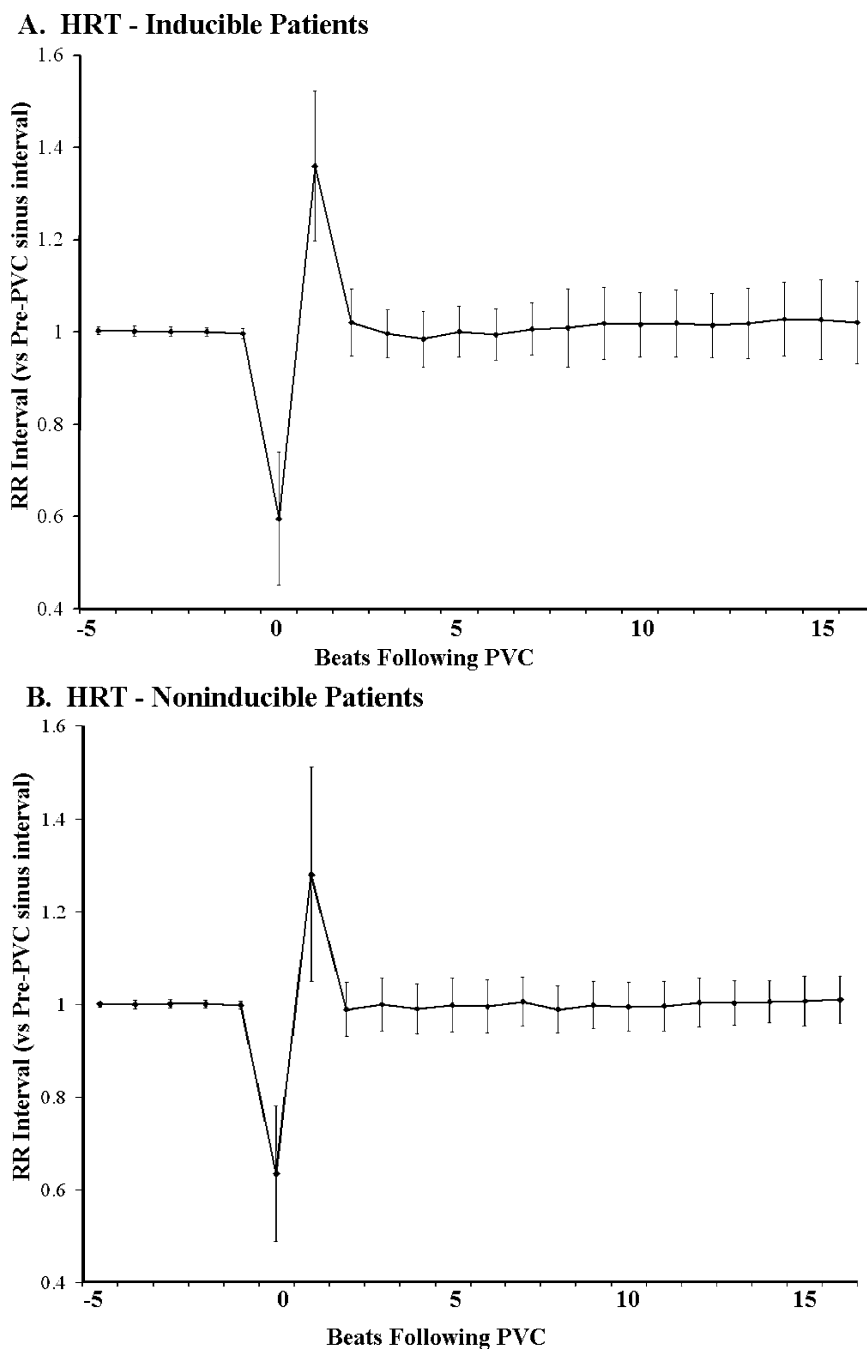 A. HRT - Inducible Patients
1.6
1.4
1.2
1
0.8
0.6
0.4
RR Interval (vs Pre-PVC sinus interval)
-5 0 5 10 15
Beats Following PVC
B. HRT - Noninducible Patients
1.6
1.4
1.2
1
0.8
0.6
0.4
RR Interval (vs Pre-PVC sinus interval)
-5 0 5 10 15
Beats Following PVC